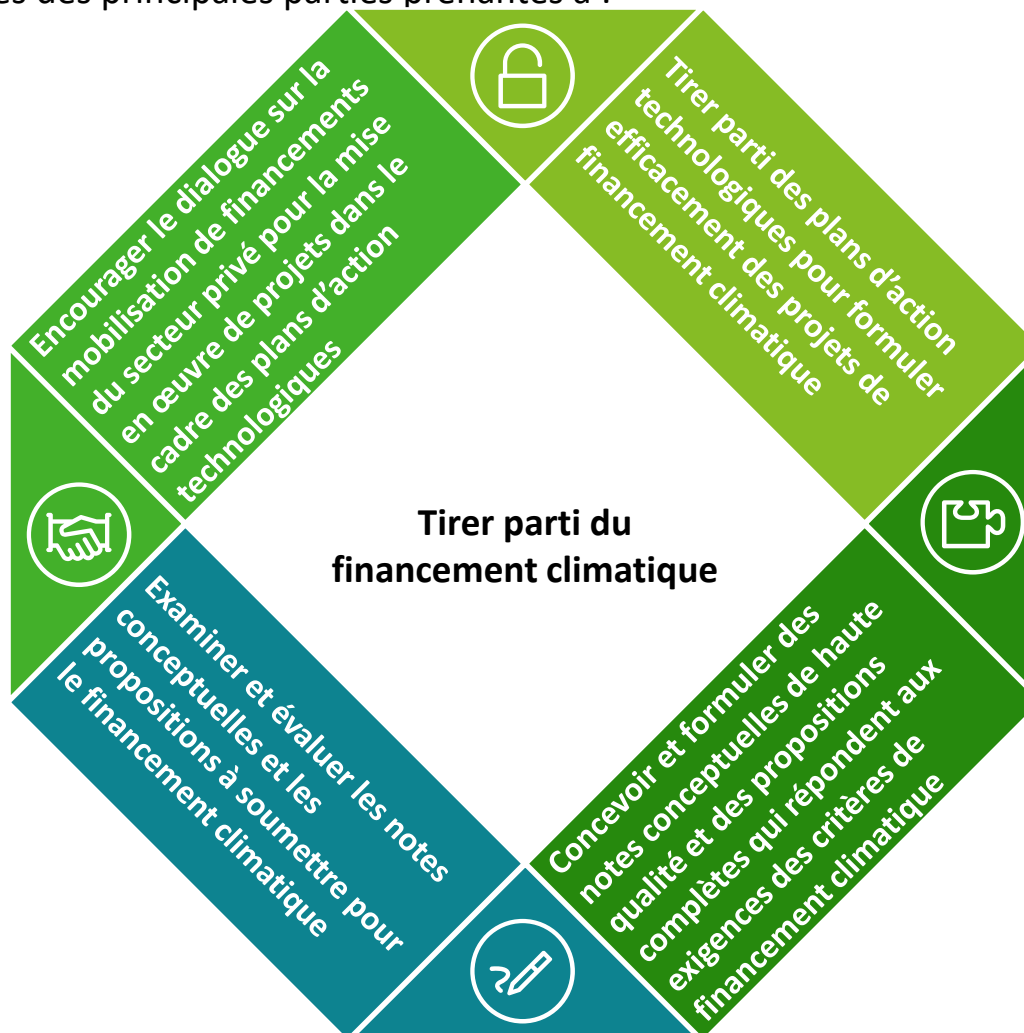 des principales parties prenantes à :
Encourager le dialogue sur la
mobilisation de financements
du secteur privé pour la mise
en œuvre de projets dans le
cadre des plans d’action
technologiques
Tirer parti des plans d’action
technologiques pour formuler
efficacement des projets de
financement climatique
Tirer parti du
financement climatique
Examiner et évaluer les notes
conceptuelles et les
propositions à soumettre pour
le financement climatique
Concevoir et formuler des
notes conceptuelles de haute
qualité et des propositions
complètes qui répondent aux
exigences des critères de
financement climatique